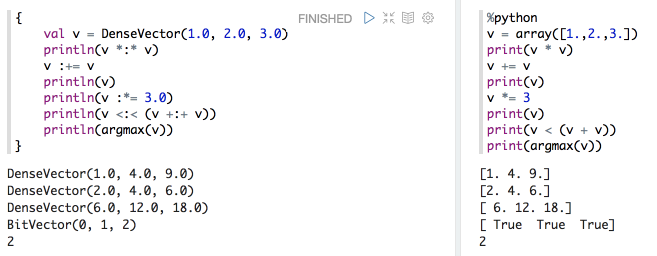 {
FINISHED
val v = DenseVector(1.0, 2.0, 3.0)
println(v *:* v)
v :+= v
println(v)
println(v :*= 3.0)
println(v <:< (v +:+ v))
println(argmax(v))
}
DenseVector(1.0, 4.0, 9.0)
DenseVector(2.0, 4.0, 6.0)
DenseVector(6.0, 12.0, 18.0)
BitVector(0, 1, 2)
2
%python
v = array([1.,2.,3.])
print(v * v)
v += v
print(v)
v *= 3
print(v)
print(v < (v + v))
print(argmax(v))
[1. 4. 9.]
[2. 4. 6.]
[ 6. 12. 18.]
[ True  True  True]
2